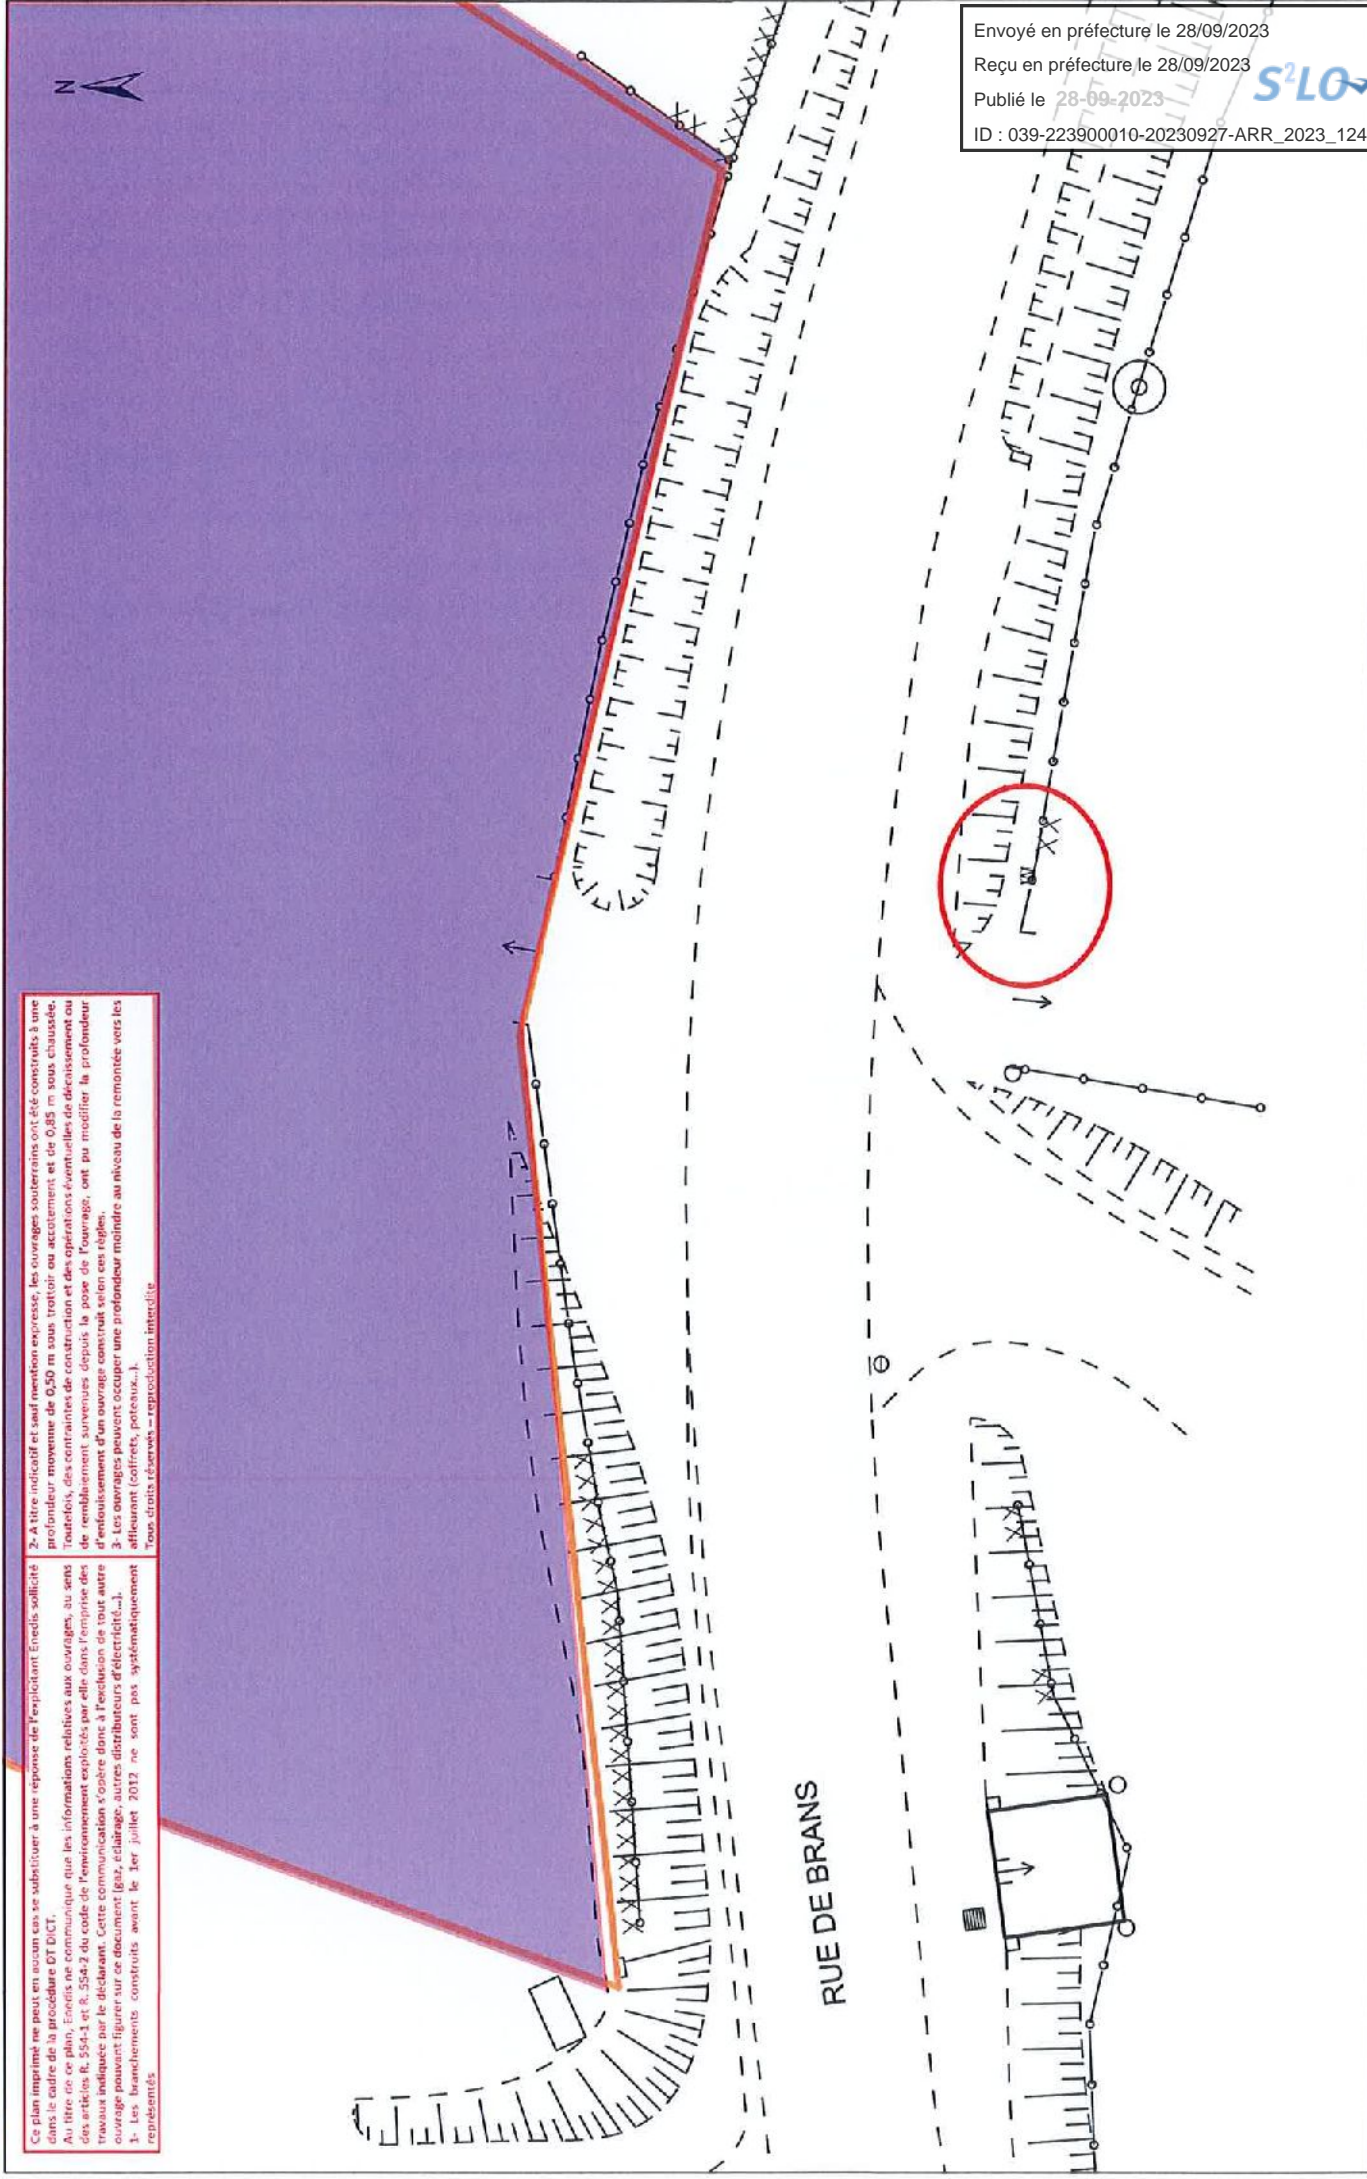 Envoyé en préfecture le 28/09/2023
Reçu en préfecture le 28/09/2023
Publié le 28-09-2023
S²LO
ID : 039-223900010-20230927-ARR_2023_124
N
Ce plan imprimé ne peut en aucun cas se substituer à une réponse de l'exploitant Enedis sollicité
dans le cadre de la procédure DT DICT.
Au titre de ce plan, Enedis ne communique que les informations relatives aux ouvrages, au sens
des articles R. 554-1 et R. 554-2 du code de l'environnement exploités par elle dans l'emprise des
travaux indiquée par le déclarant. Cette communication s'opère donc à l'exclusion de tout autre
ouvrage pouvant figurer sur ce document (gaz, éclairage, autres distributeurs d'électricité...).
1- Les branchements construits avant le 1er juillet 2012 ne sont pas systématiquement
représentés
2- A titre indicatif et sauf mention expresse, les ouvrages souterrains ont été construits à une
profondeur moyenne de 0,50 m sous trottoir ou accotement et de 0,85 m sous chaussée.
Toutefois, des contraintes de construction et des opérations éventuelles de décaissement ou
de remblaiement survenues depuis la pose de l'ouvrage, ont pu modifier la profondeur
d'enfouissement d'un ouvrage construit selon ces règles.
3- Les ouvrages peuvent occuper une profondeur moindre au niveau de la remontée vers les
affleurant (coffrets, poteaux...).
Tous droits réservés – reproduction interdite
RUE DE BRANS